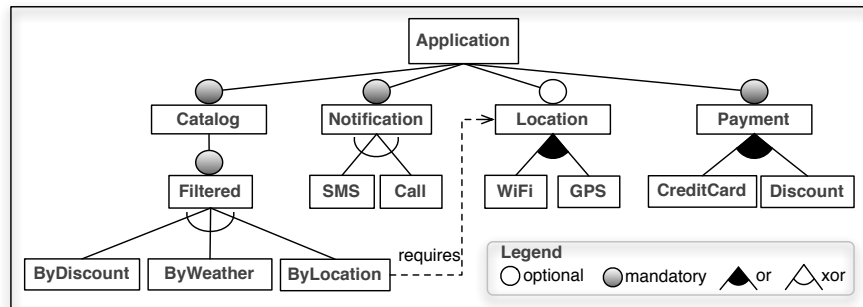 Application
Catalog Notification Location Payment
Filtered SMS Call WiFi GPS CreditCard Discount
requires
ByDiscount ByWeather ByLocation
Legend
optional mandatory or xor